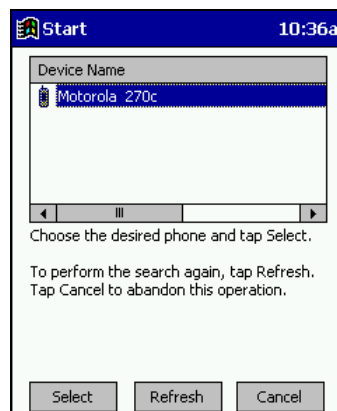 Start 10:36a
Device Name
Motorola 270c
Choose the desired phone and tap Select.
To perform the search again, tap Refresh.
Tap Cancel to abandon this operation.
Select Refresh Cancel